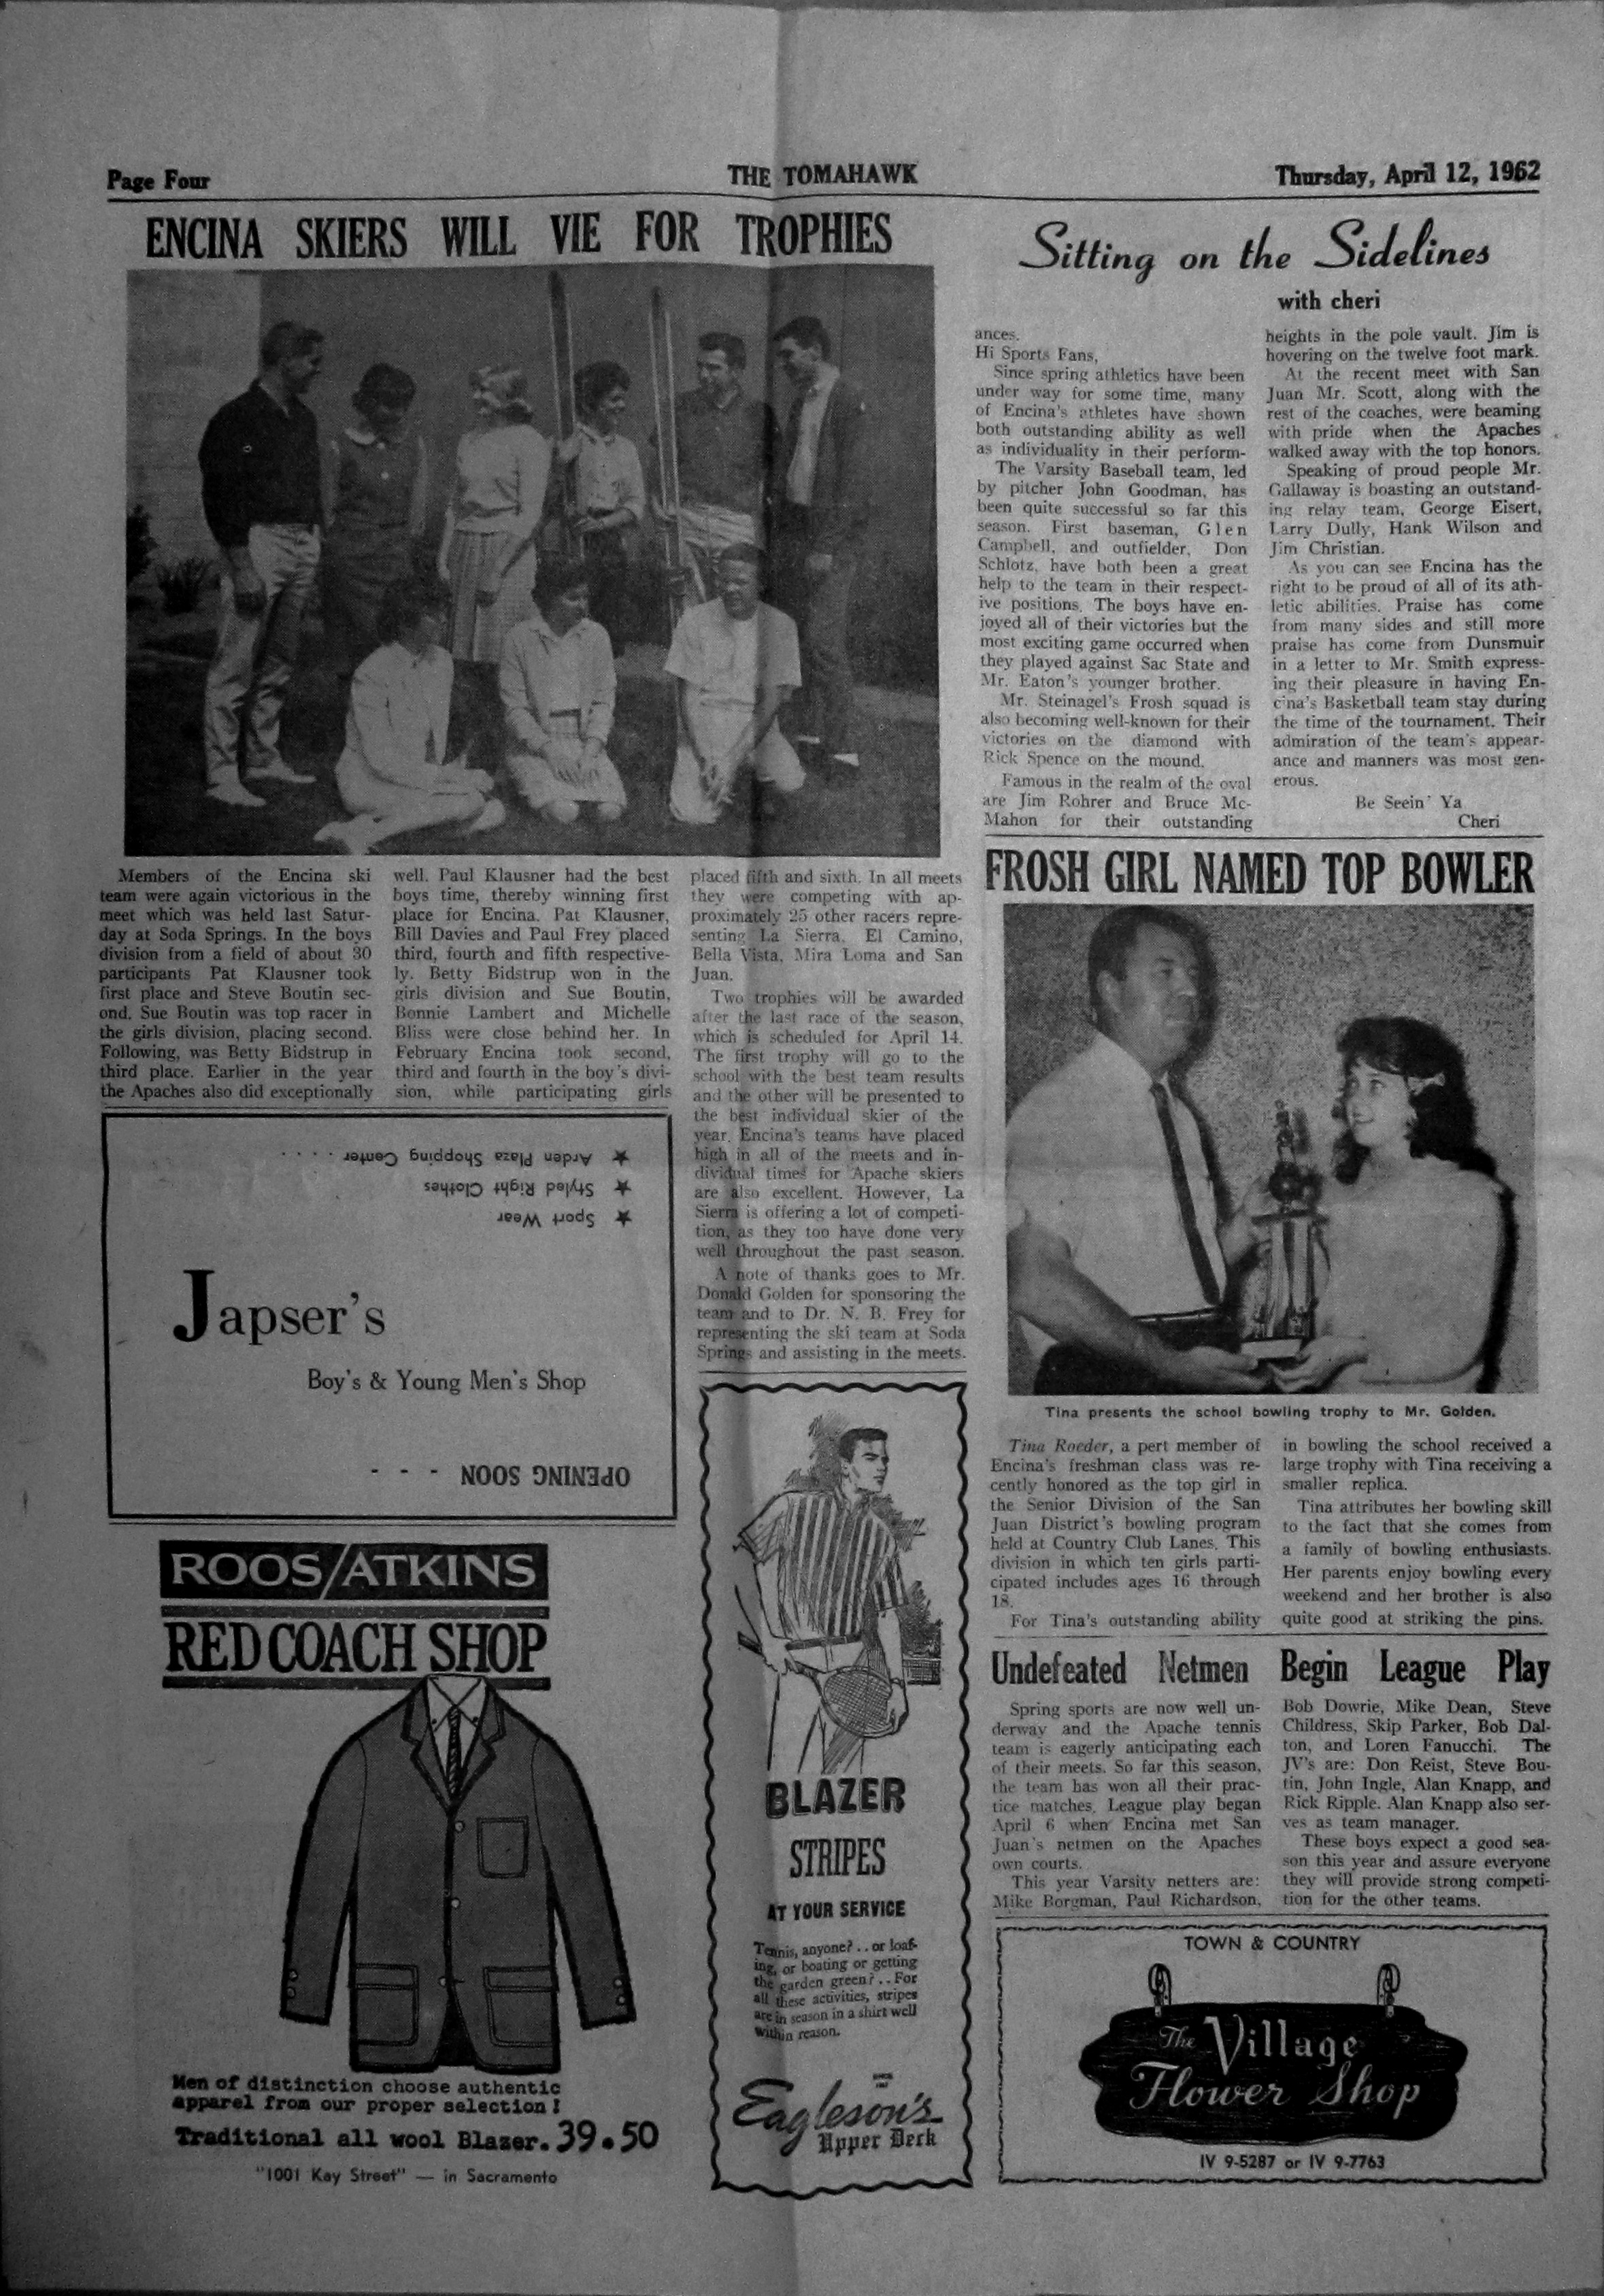 Page Four
THE TOMAHAWK
Thursday, April 12, 1962
ENCINA SKIERS WILL VIE FOR TROPHIES
Members of the Encina ski
team were again victorious in the
meet which was held last Satur-
day at Soda Springs. In the boys
division from a field of about 30
participants Pat Klausner took
first place and Steve Boutin sec-
ond. Sue Boutin was top racer in
the girls division, placing second.
Following, was Betty Bidstrup in
third place. Earlier in the year
the Apaches also did exceptionally
well. Paul Klausner had the best
boys time, thereby winning first
place for Encina. Pat Klausner,
Bill Davies and Paul Frey placed
third, fourth and fifth respective-
ly. Betty Bidstrup won in the
girls division and Sue Boutin,
Bonnie Lambert and Michelle
Bliss were close behind her. In
February Encina took second,
third and fourth in the boy's divi-
sion, while participating girls
placed fifth and sixth. In all meets
they were competing with ap-
proximately 25 other racers repre-
senting La Sierra, El Camino,
Bella Vista, Mira Loma and San
Juan.
Two trophies will be awarded
after the last race of the season,
which is scheduled for April 14.
The first trophy will go to the
school with the best team results
and the other will be presented to
the best individual skier of the
year. Encina's teams have placed
high in all of the meets and in-
dividual times for Apache skiers
are also excellent. However, La
Sierra is offering a lot of competi-
tion, as they too have done very
well throughout the past season.
A note of thanks goes to Mr.
Donald Golden for sponsoring the
team and to Dr. N. B. Frey for
representing the ski team at Soda
Springs and assisting in the meets.
Sitting on the Sidelines
with cheri
ances.
Hi Sports Fans,
Since spring athletics have been
under way for some time, many
of Encina's athletes have shown
both outstanding ability as well
as individuality in their perform-
The Varsity Baseball team, led
by pitcher John Goodman, has
been quite successful so far this
season. First baseman, Glen
Campbell, and outfielder, Don
Schlotz, have both been a great
help to the team in their respect-
ive positions. The boys have en-
joyed all of their victories but the
most exciting game occurred when
they played against Sac State and
Mr. Eaton's younger brother.
Mr. Steinagel's Frosh squad is
also becoming well-known for their
victories on the diamond with
Rick Spence on the mound.
Famous in the realm of the oval
are Jim Rohrer and Bruce Mc-
Mahon for their outstanding
heights in the pole vault. Jim is
hovering on the twelve foot mark.
At the recent meet with San
Juan Mr. Scott, along with the
rest of the coaches, were beaming
with pride when the Apaches
walked away with the top honors.
Speaking of proud people Mr.
Gallaway is boasting an outstand-
ing relay team, George Eisert,
Larry Dully, Hank Wilson and
Jim Christian.
As you can see Encina has the
right to be proud of all of its ath-
letic abilities. Praise has come
from many sides and still more
praise has come from Dunsmuir
in a letter to Mr. Smith express-
ing their pleasure in having En-
cina's Basketball team stay during
the time of the tournament. Their
admiration of the team's appear-
ance and manners was most gen-
erous.
Be Seein' Ya
Cheri
FROSH GIRL NAMED TOP BOWLER
Tina presents the school bowling trophy to Mr. Golden.
Tina Roeder, a pert member of
Encina's freshman class was re-
cently honored as the top girl in
the Senior Division of the San
Juan District's bowling program
held at Country Club Lanes. This
division in which ten girls parti-
cipated includes ages 16 through
18.
For Tina's outstanding ability
in bowling the school received a
large trophy with Tina receiving a
smaller replica.
Tina attributes her bowling skill
to the fact that she comes from
a family of bowling enthusiasts.
Her parents enjoy bowling every
weekend and her brother is also
quite good at striking the pins.
Undefeated Netmen Begin League Play
Spring sports are now well un-
derway and the Apache tennis
team is eagerly anticipating each
of their meets. So far this season,
the team has won all their prac-
tice matches. League play began
April 6 when Encina met San
Juan's netmen on the Apaches
own courts.
This year Varsity netters are:
Mike Borgman, Paul Richardson,
Bob Dowrie, Mike Dean, Steve
Childress, Skip Parker, Bob Dal-
ton, and Loren Fanucchi. The
JV's are: Don Reist, Steve Bou-
tin, John Ingle, Alan Knapp, and
Rick Ripple. Alan Knapp also ser-
ves as team manager.
These boys expect a good sea-
son this year and assure everyone
they will provide strong competi-
tion for the other teams.
★ Arden Plaza Shopping Center . . . .
★ Styled Right Clothes
★ Sport Wear
Japser's
Boy's & Young Men's Shop
OPENING SOON - - -
ROOS/ATKINS
RED COACH SHOP
Men of distinction choose authentic
apparel from our proper selection!
Traditional all wool Blazer. 39.50
"1001 Kay Street" — in Sacramento
BLAZER
STRIPES
AT YOUR SERVICE
Tennis, anyone? . . or loaf-
ing, or boating or getting
the garden green? . . For
all these activities, stripes
are in season in a shirt well
within reason.
Eagleson's
Upper Deck
TOWN & COUNTRY
The Village
Flower Shop
IV 9-5287 or IV 9-7763